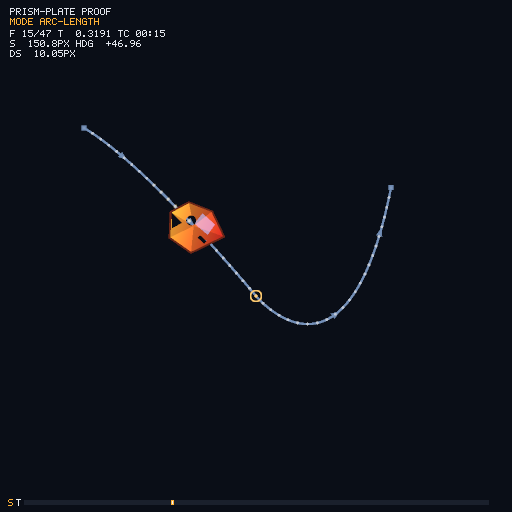 PRISM-PLATE PROOF
MODE ARC-LENGTH
F 15/47 T  0.3191 TC 00:15
S  150.8PX HDG  +46.96
DS  10.05PX
ST